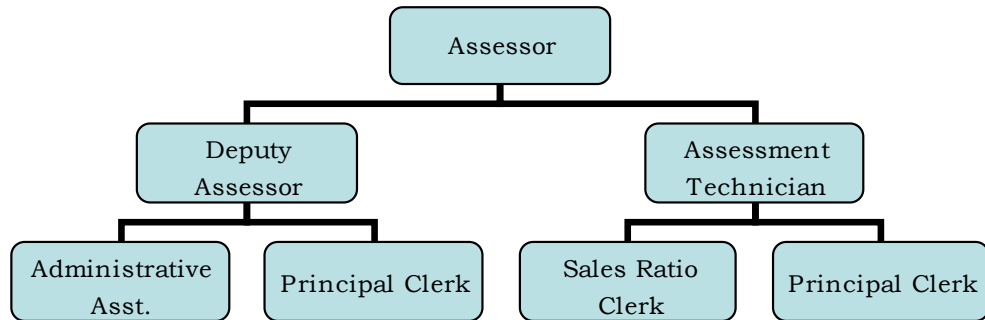 Assessor
Deputy
Assessor
Assessment
Technician
Administrative
Asst.
Principal Clerk
Sales Ratio
Clerk
Principal Clerk